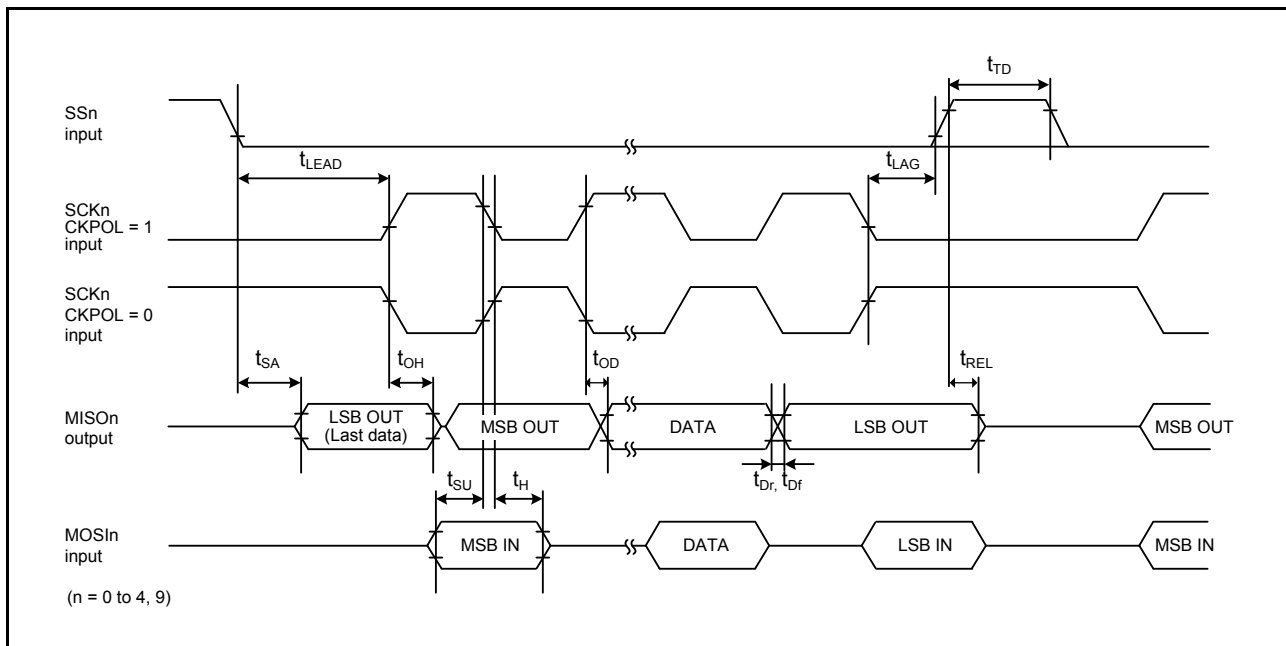 tTD
SSn
input
tLEAD
tLAG
SCKn
CKPOL = 1
input
SCKn
CKPOL = 0
input
tSA
tOH
tOD
tREL
MISOn
output
LSB OUT
(Last data)
MSB OUT
DATA
LSB OUT
MSB OUT
tSU
tH
tDr, tDf
MOSIn
input
MSB IN
DATA
LSB IN
MSB IN
(n = 0 to 4, 9)